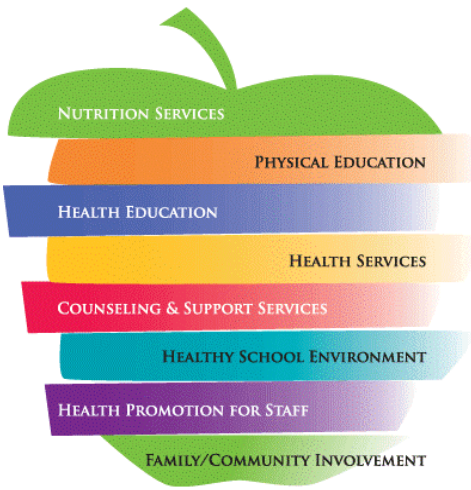 Nutrition Services
Physical Education
Health Education
Health Services
Counseling & Support Services
Healthy School Environment
Health Promotion for Staff
Family/Community Involvement